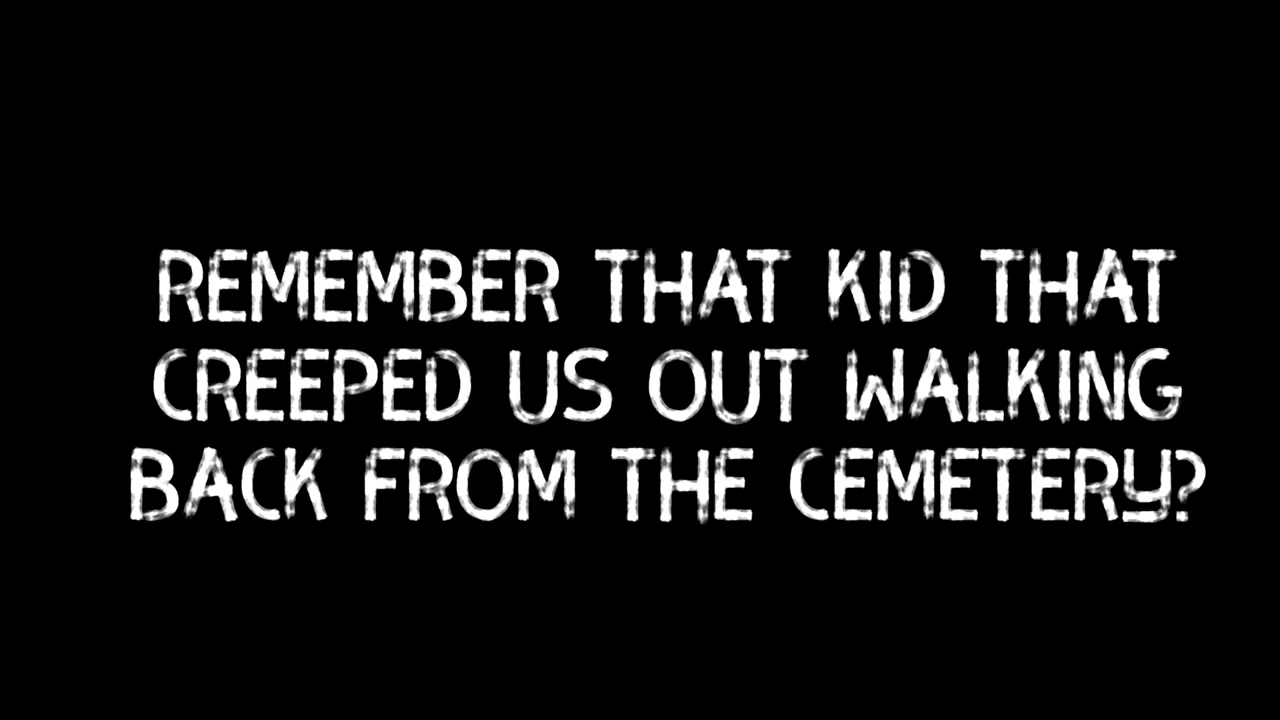 REMEMBER THAT KID THAT
CREEPED US OUT WALKING
BACK FROM THE CEMETERY?